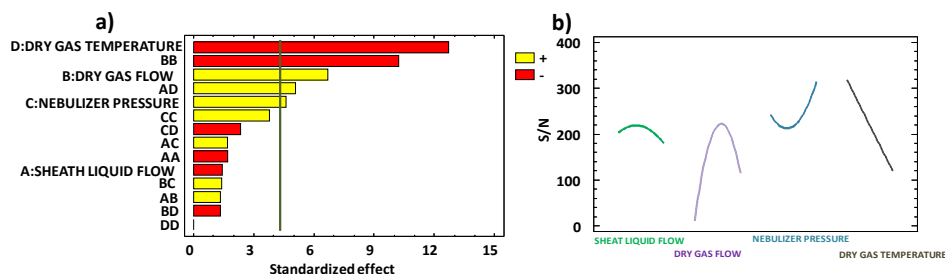 a)
D:DRY GAS TEMPERATURE
BB
B:DRY GAS FLOW
AD
C:NEBULIZER PRESSURE
CC
CD
AC
AA
A:SHEATH LIQUID FLOW
BC
AB
BD
DD
0 3 6 9 12 15
Standardized effect
+
-
b)
400
300
200
100
0
S/N
SHEAT LIQUID FLOW
DRY GAS FLOW
NEBULIZER PRESSURE
DRY GAS TEMPERATURE